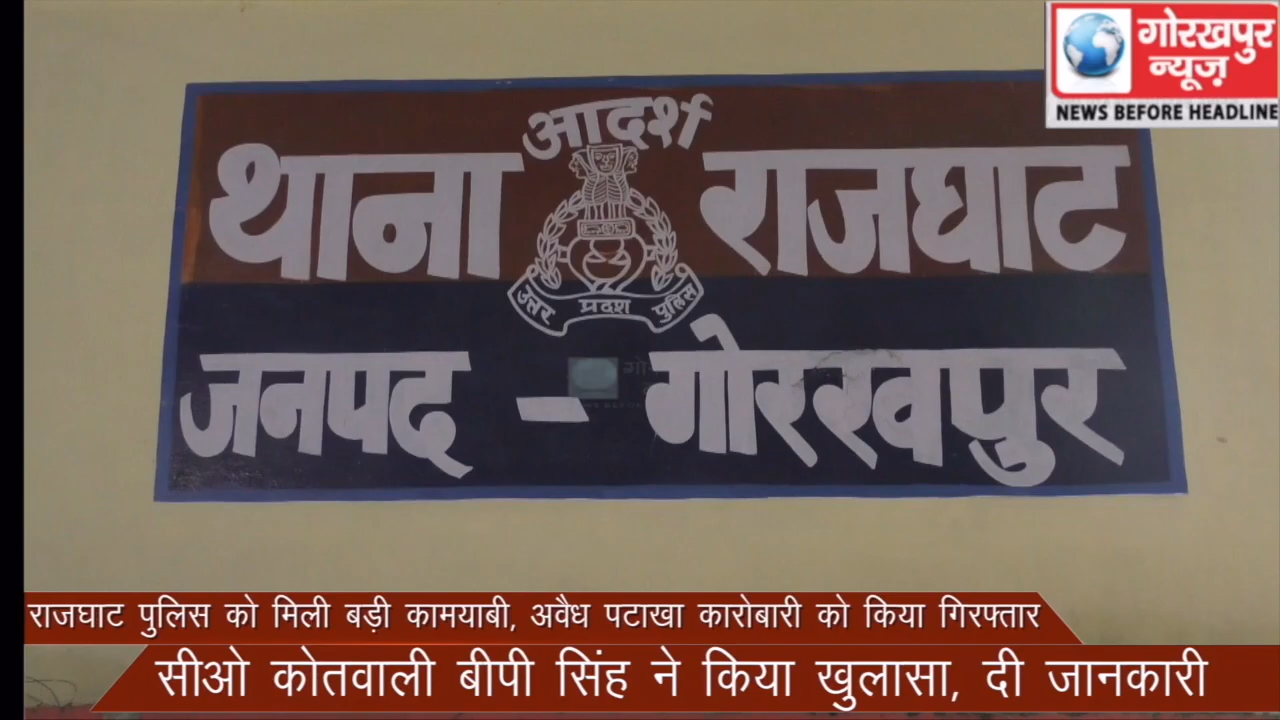 गोरखपुर
न्यूज़
NEWS BEFORE HEADLINE
आदर्श
थाना राजघाट
उत्तर प्रदेश पुलिस
जनपद - गोरखपुर
राजघाट पुलिस को मिली बड़ी कामयाबी, अवैध पटाखा कारोबारी को किया गिरफ्तार
सीओ कोतवाली बीपी सिंह ने किया खुलासा, दी जानकारी